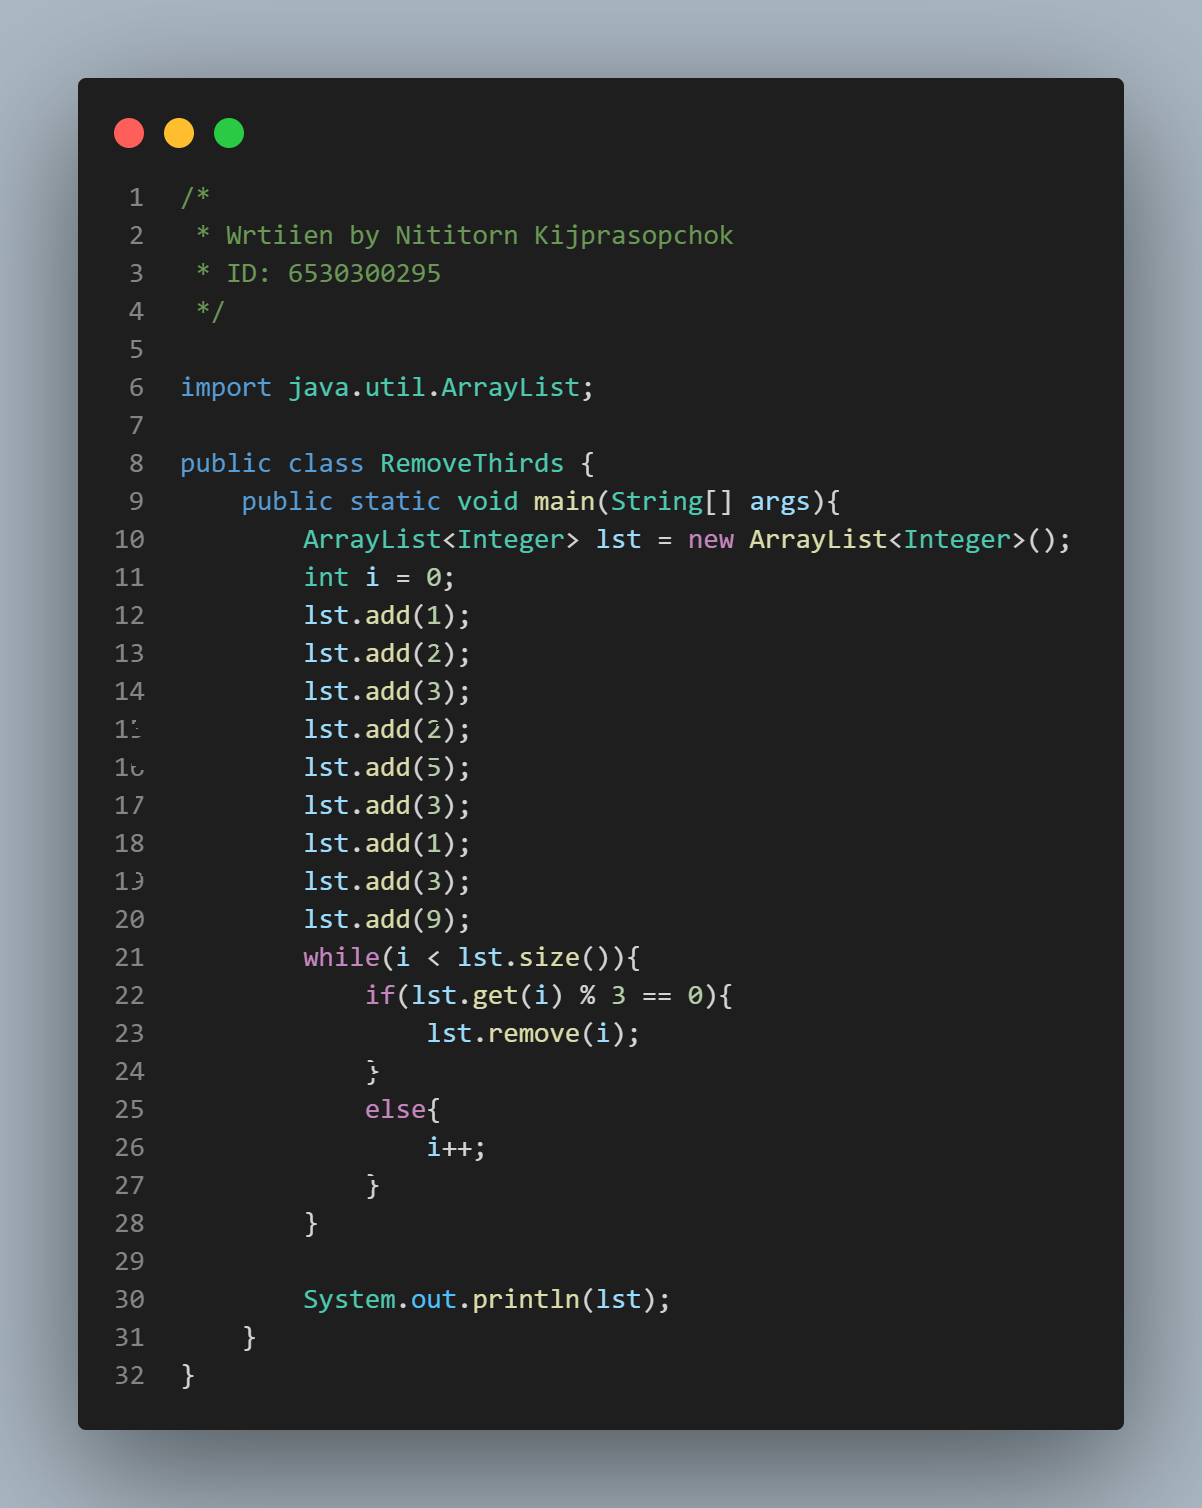 1 /*
2  * Wrtiien by Nititorn Kijprasopchok
3  * ID: 6530300295
4  */
5
6 import java.util.ArrayList;
7
8 public class RemoveThirds {
9     public static void main(String[] args){
10         ArrayList<Integer> lst = new ArrayList<Integer>();
11         int i = 0;
12         lst.add(1);
13         lst.add(2);
14         lst.add(3);
15         lst.add(2);
16         lst.add(5);
17         lst.add(3);
18         lst.add(1);
19         lst.add(3);
20         lst.add(9);
21         while(i < lst.size()){
22             if(lst.get(i) % 3 == 0){
23                 lst.remove(i);
24             }
25             else{
26                 i++;
27             }
28         }
29
30         System.out.println(lst);
31     }
32 }